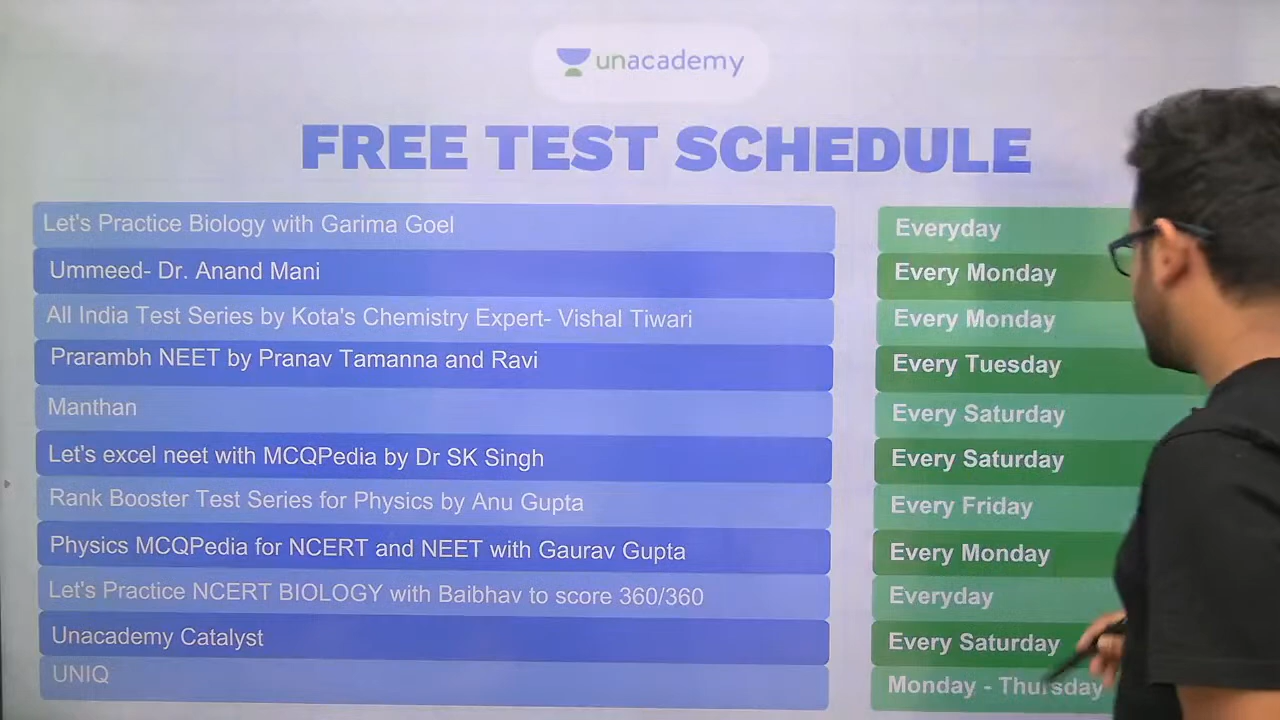 unacademy
FREE TEST SCHEDULE
Let's Practice Biology with Garima Goel Everyday
Ummeed- Dr. Anand Mani Every Monday
All India Test Series by Kota's Chemistry Expert- Vishal Tiwari Every Monday
Prarambh NEET by Pranav Tamanna and Ravi Every Tuesday
Manthan Every Saturday
Let's excel neet with MCQPedia by Dr SK Singh Every Saturday
Rank Booster Test Series for Physics by Anu Gupta Every Friday
Physics MCQPedia for NCERT and NEET with Gaurav Gupta Every Monday
Let's Practice NCERT BIOLOGY with Baibhav to score 360/360 Everyday
Unacademy Catalyst Every Saturday
UNIQ Monday - Thursday